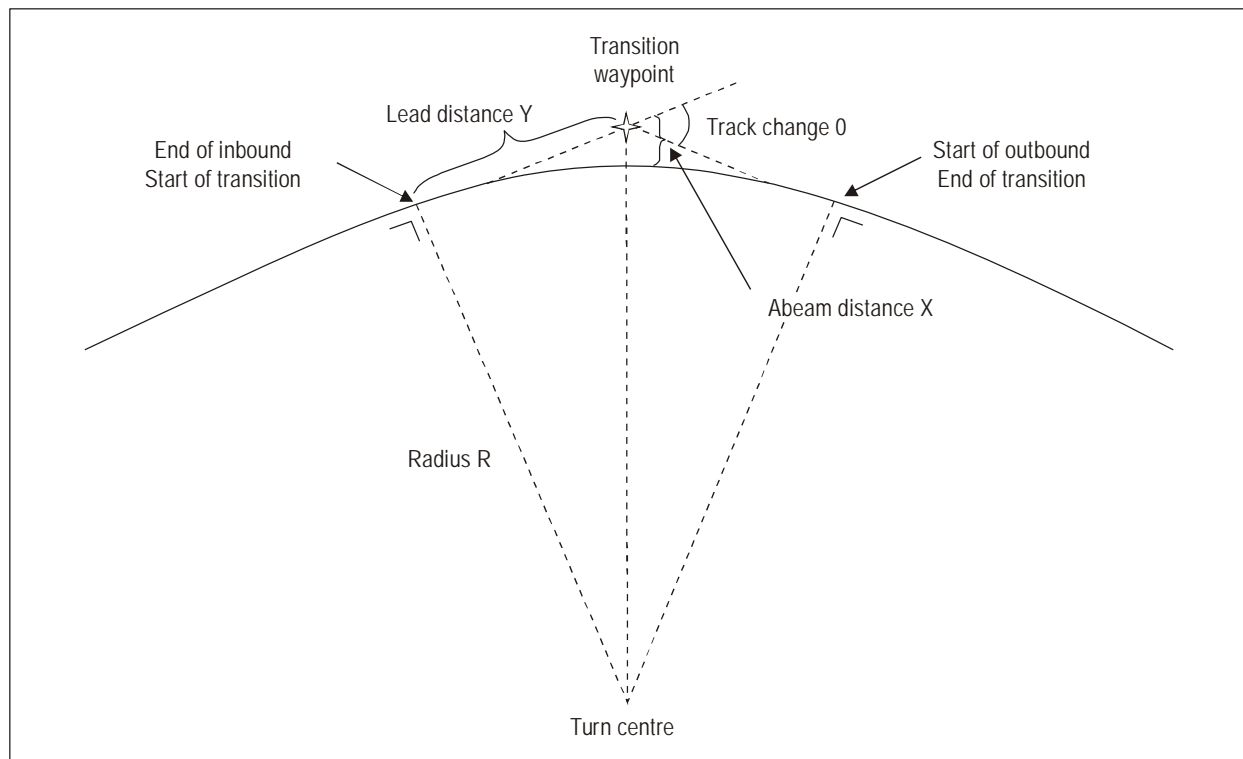 Transition
waypoint
Lead distance Y
Track change 0
End of inbound
Start of transition
Start of outbound
End of transition
Abeam distance X
Radius R
Turn centre